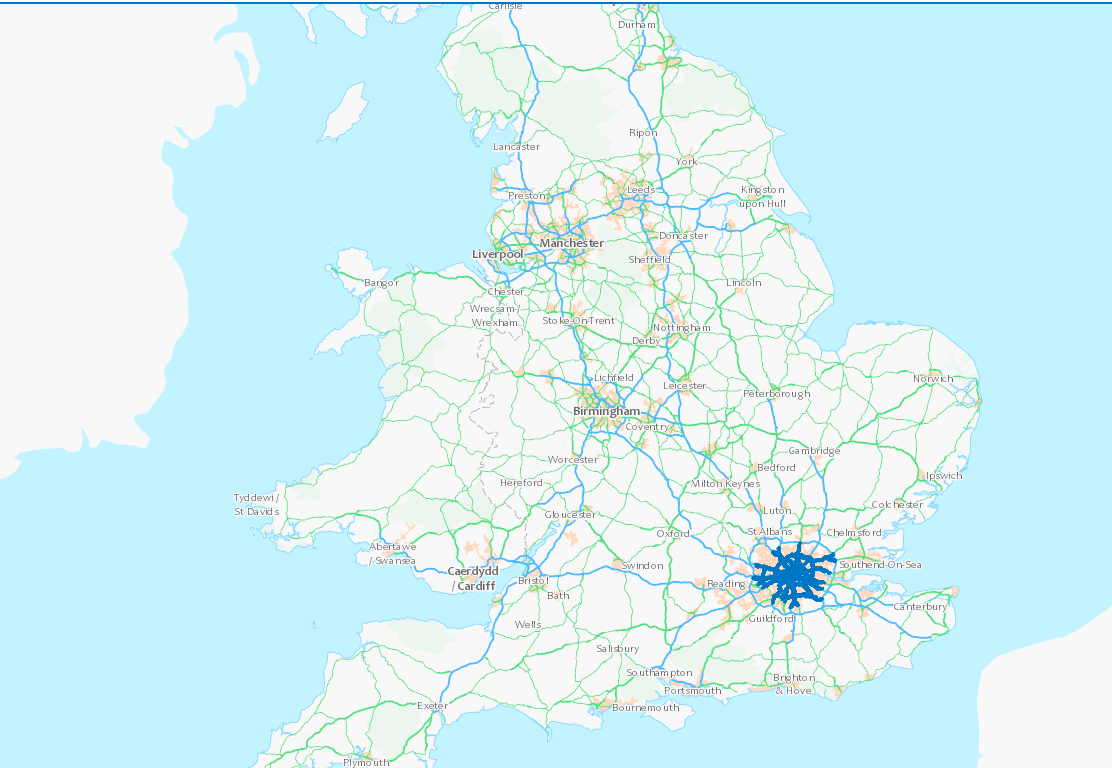 Carlisle
Durham
Ripon
Lancaster
York
Preston
Leeds
Kingston
upon Hull
Manchester
Doncaster
Liverpool
Sheffield
Bangor
Chester
Lincoln
Wrecsam /
Wrexham
Stoke-On-Trent
Nottingham
Derby
Lichfield
Leicester
Norwich
Peterborough
Birmingham
Coventry
Cambridge
Worcester
Bedford
Ipswich
Hereford
Milton Keynes
Tyddewi /
St Davids
Colchester
Gloucester
Luton
St Albans
Chelmsford
Oxford
Abertawe
/ Swansea
Swindon
Southend-On-Sea
Caerdydd
/ Cardiff
Bristol
Reading
Bath
Canterbury
Guildford
Wells
Salisbury
Southampton
Brighton
& Hove
Portsmouth
Exeter
Bournemouth
Plymouth